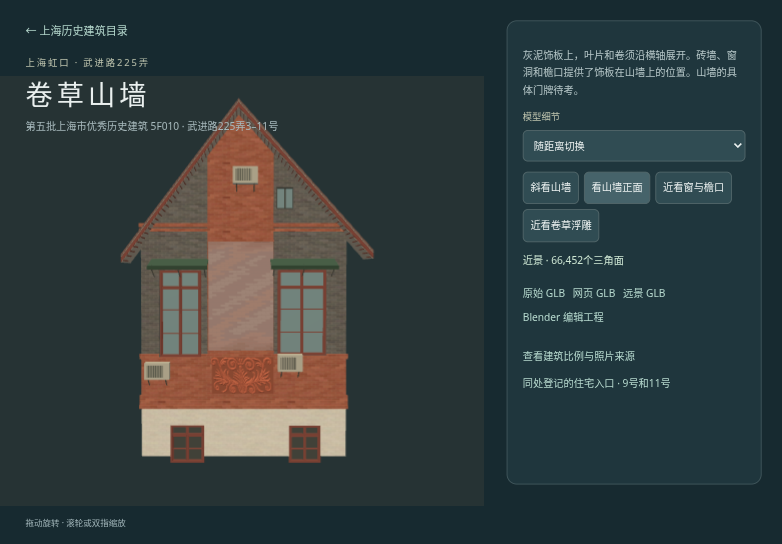 ← 上海历史建筑目录
上海虹口 · 武进路225弄
卷草山墙
第五批上海市优秀历史建筑 5F010 · 武进路225弄3–11号
灰泥饰板上，叶片和卷须沿横轴展开。砖墙、窗
洞和檐口提供了饰板在山墙上的位置。山墙的具
体门牌待考。
模型细节
随距离切换
斜看山墙
看山墙正面
近看窗与檐口
近看卷草浮雕
近景 · 66,452个三角面
原始 GLB 网页 GLB 远景 GLB
Blender 编辑工程
查看建筑比例与照片来源
同处登记的住宅入口 · 9号和11号
拖动旋转 · 滚轮或双指缩放